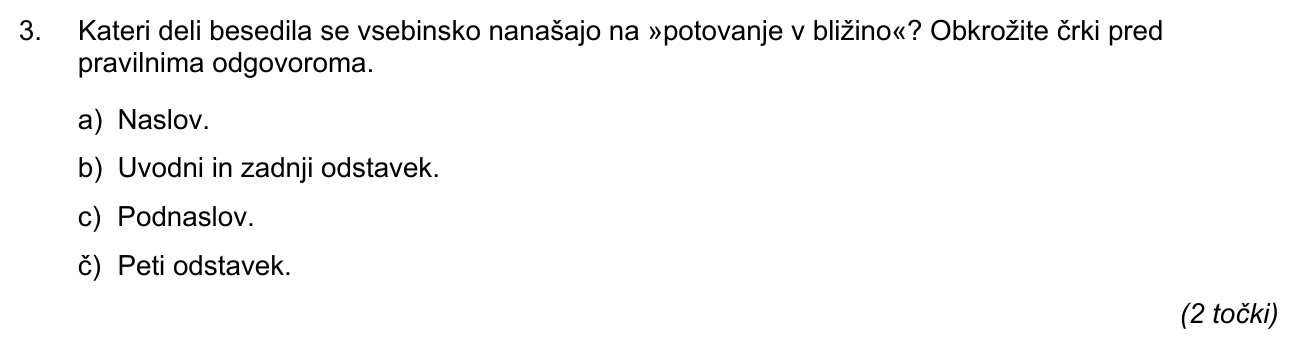 3. Kateri deli besedila se vsebinsko nanašajo na »potovanje v bližino«? Obkrožite črki pred
pravilnima odgovoroma.
a) Naslov.
b) Uvodni in zadnji odstavek.
c) Podnaslov.
č) Peti odstavek.
(2 točki)